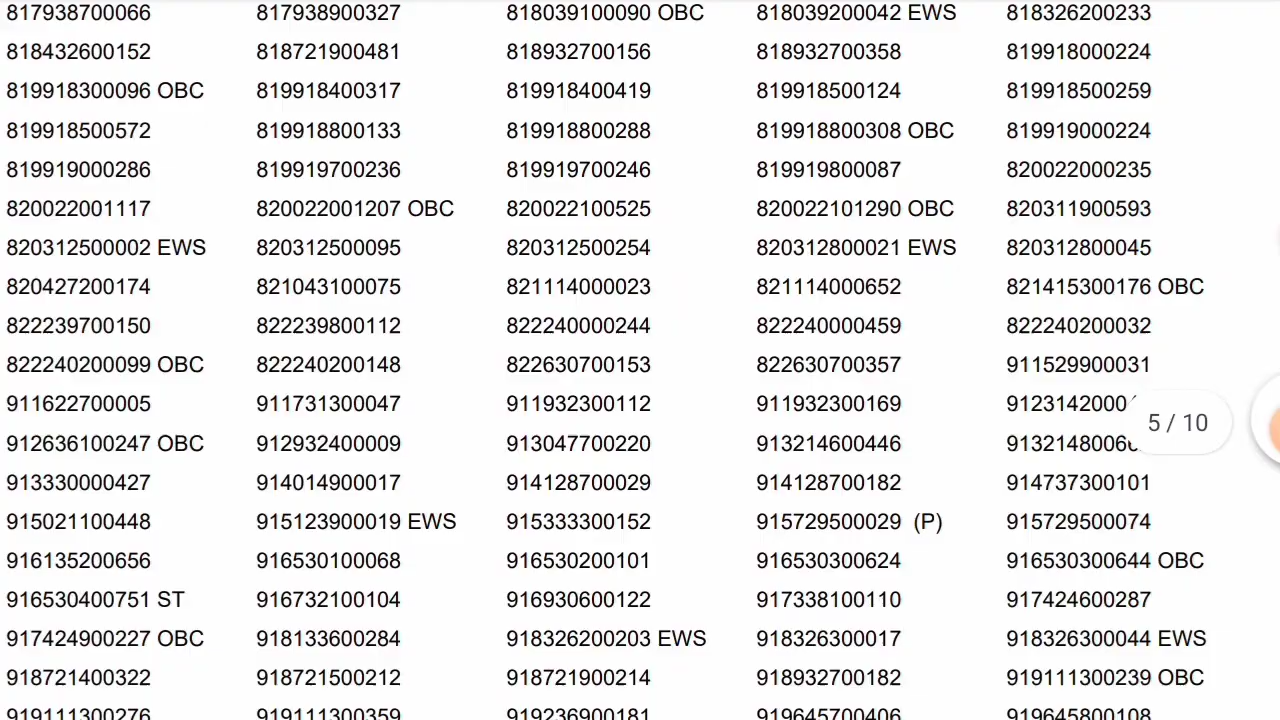 817938700066 817938900327 818039100090 OBC 818039200042 EWS 818326200233
818432600152 818721900481 818932700156 818932700358 819918000224
819918300096 OBC 819918400317 819918400419 819918500124 819918500259
819918500572 819918800133 819918800288 819918800308 OBC 819919000224
819919000286 819919700236 819919700246 819919800087 820022000235
820022001117 820022001207 OBC 820022100525 820022101290 OBC 820311900593
820312500002 EWS 820312500095 820312500254 820312800021 EWS 820312800045
820427200174 821043100075 821114000023 821114000652 821415300176 OBC
822239700150 822239800112 822240000244 822240000459 822240200032
822240200099 OBC 822240200148 822630700153 822630700357 911529900031
911622700005 911731300047 911932300112 911932300169
5 / 10
912636100247 OBC 912932400009 913047700220 913214600446
913330000427 914014900017 914128700029 914128700182 914737300101
915021100448 915123900019 EWS 915333300152 915729500029 (P) 915729500074
916135200656 916530100068 916530200101 916530300624 916530300644 OBC
916530400751 ST 916732100104 916930600122 917338100110 917424600287
917424900227 OBC 918133600284 918326200203 EWS 918326300017 918326300044 EWS
918721400322 918721500212 918721900214 918932700182 919111300239 OBC
919111300276 919111300359 919236900181 919645700406 919645800108